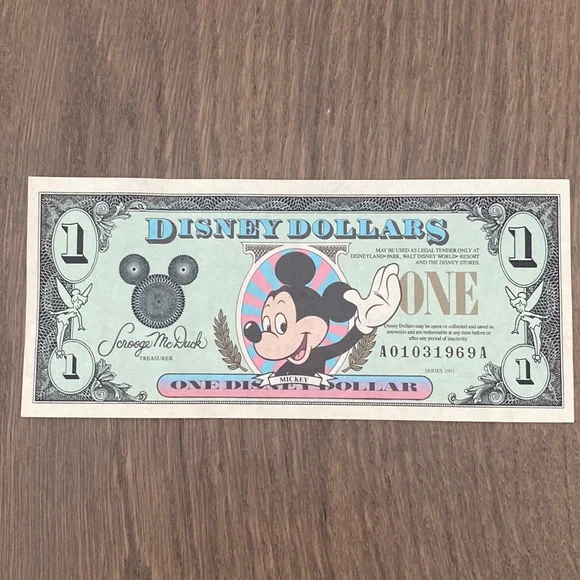 DISNEY DOLLARS
1
1
MAY BE USED AS LEGAL TENDER ONLY AT
DISNEYLAND® PARK, WALT DISNEY WORLD® RESORT
AND THE DISNEY STORES.
ONE
Disney Dollars may be spent or collected and saved as
souvenirs and are redeemable at any time before or
after any period of inactivity.
Scrooge McDuck
TREASURER
A01031969A
SERIES 1991
1
MICKEY
1
ONE DISNEY DOLLAR